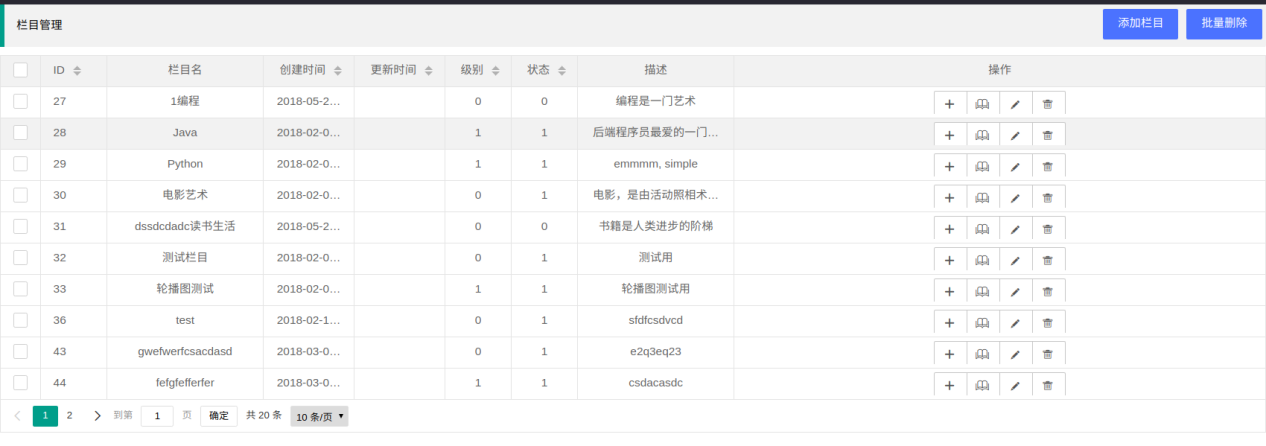 栏目管理 添加栏目 批量删除
ID 栏目名 创建时间 更新时间 级别 状态 描述 操作
27 1编程 2018-05-2... 0 0 编程是一门艺术
28 Java 2018-02-0... 1 1 后端程序员最爱的一门...
29 Python 2018-02-0... 1 1 emmmm, simple
30 电影艺术 2018-02-0... 0 1 电影，是由活动照相术...
31 dssdcdadc读书生活 2018-05-2... 0 0 书籍是人类进步的阶梯
32 测试栏目 2018-02-0... 0 1 测试用
33 轮播图测试 2018-02-0... 1 1 轮播图测试用
36 test 2018-02-1... 0 1 sfdfcsdvcd
43 gwefwerfcsacdasd 2018-03-0... 0 1 e2q3eq23
44 fefgfefferfer 2018-03-0... 1 1 csdacasdc
1 2 到第 1 页 确定 共 20 条 10 条/页